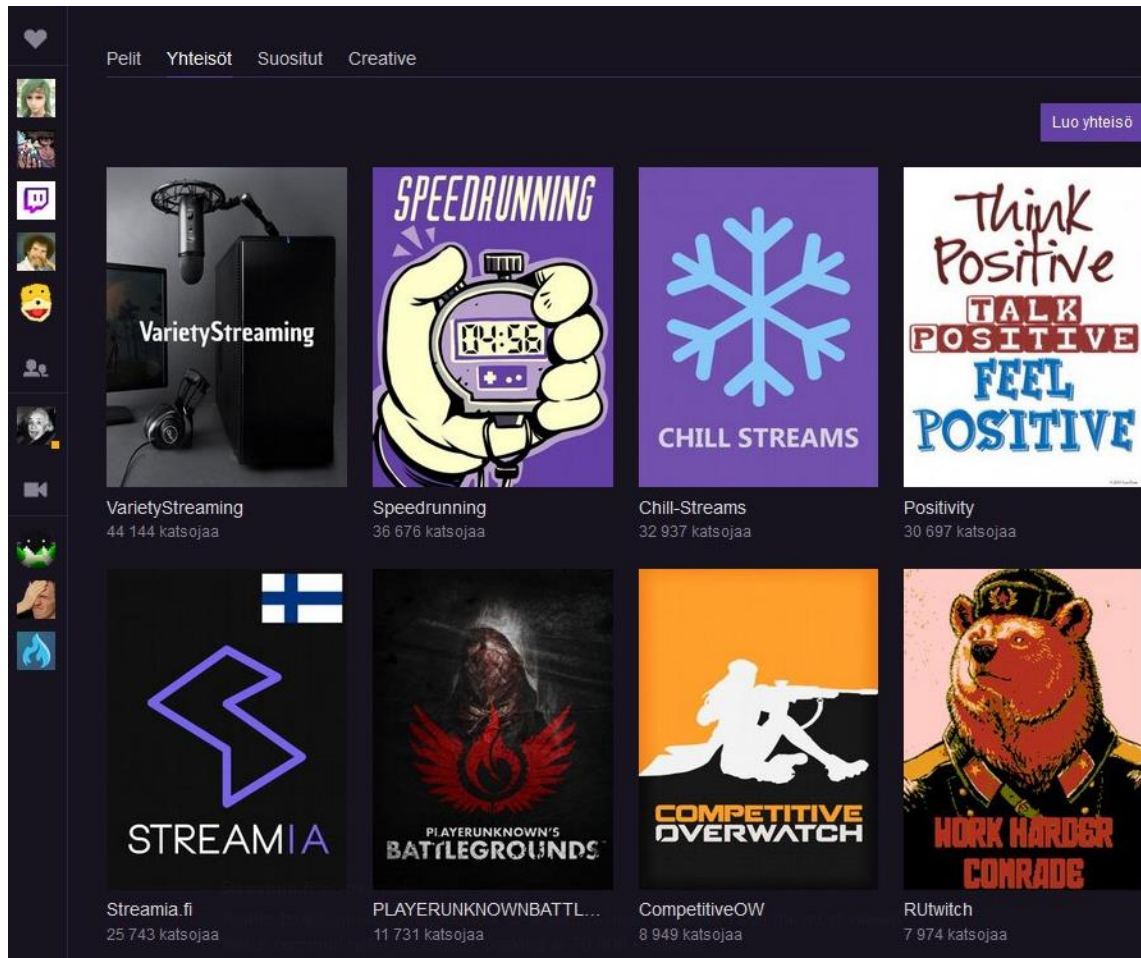 Pelit Yhteisöt Suositut Creative
Luo yhteisö
VarietyStreaming
SPEEDRUNNING
04:56
CHILL STREAMS
Think
Positive
TALK
POSITIVE
FEEL
POSITIVE
VarietyStreaming
44 144 katsojaa
Speedrunning
36 676 katsojaa
Chill-Streams
32 937 katsojaa
Positivity
30 697 katsojaa
STREAMIA
PLAYERUNKNOWN'S
BATTLEGROUNDS
COMPETITIVE
OVERWATCH
WORK HARDER
COMRADE
Streamia.fi
25 743 katsojaa
PLAYERUNKNOWNBATTL...
11 731 katsojaa
CompetitiveOW
8 949 katsojaa
RUtwitch
7 974 katsojaa